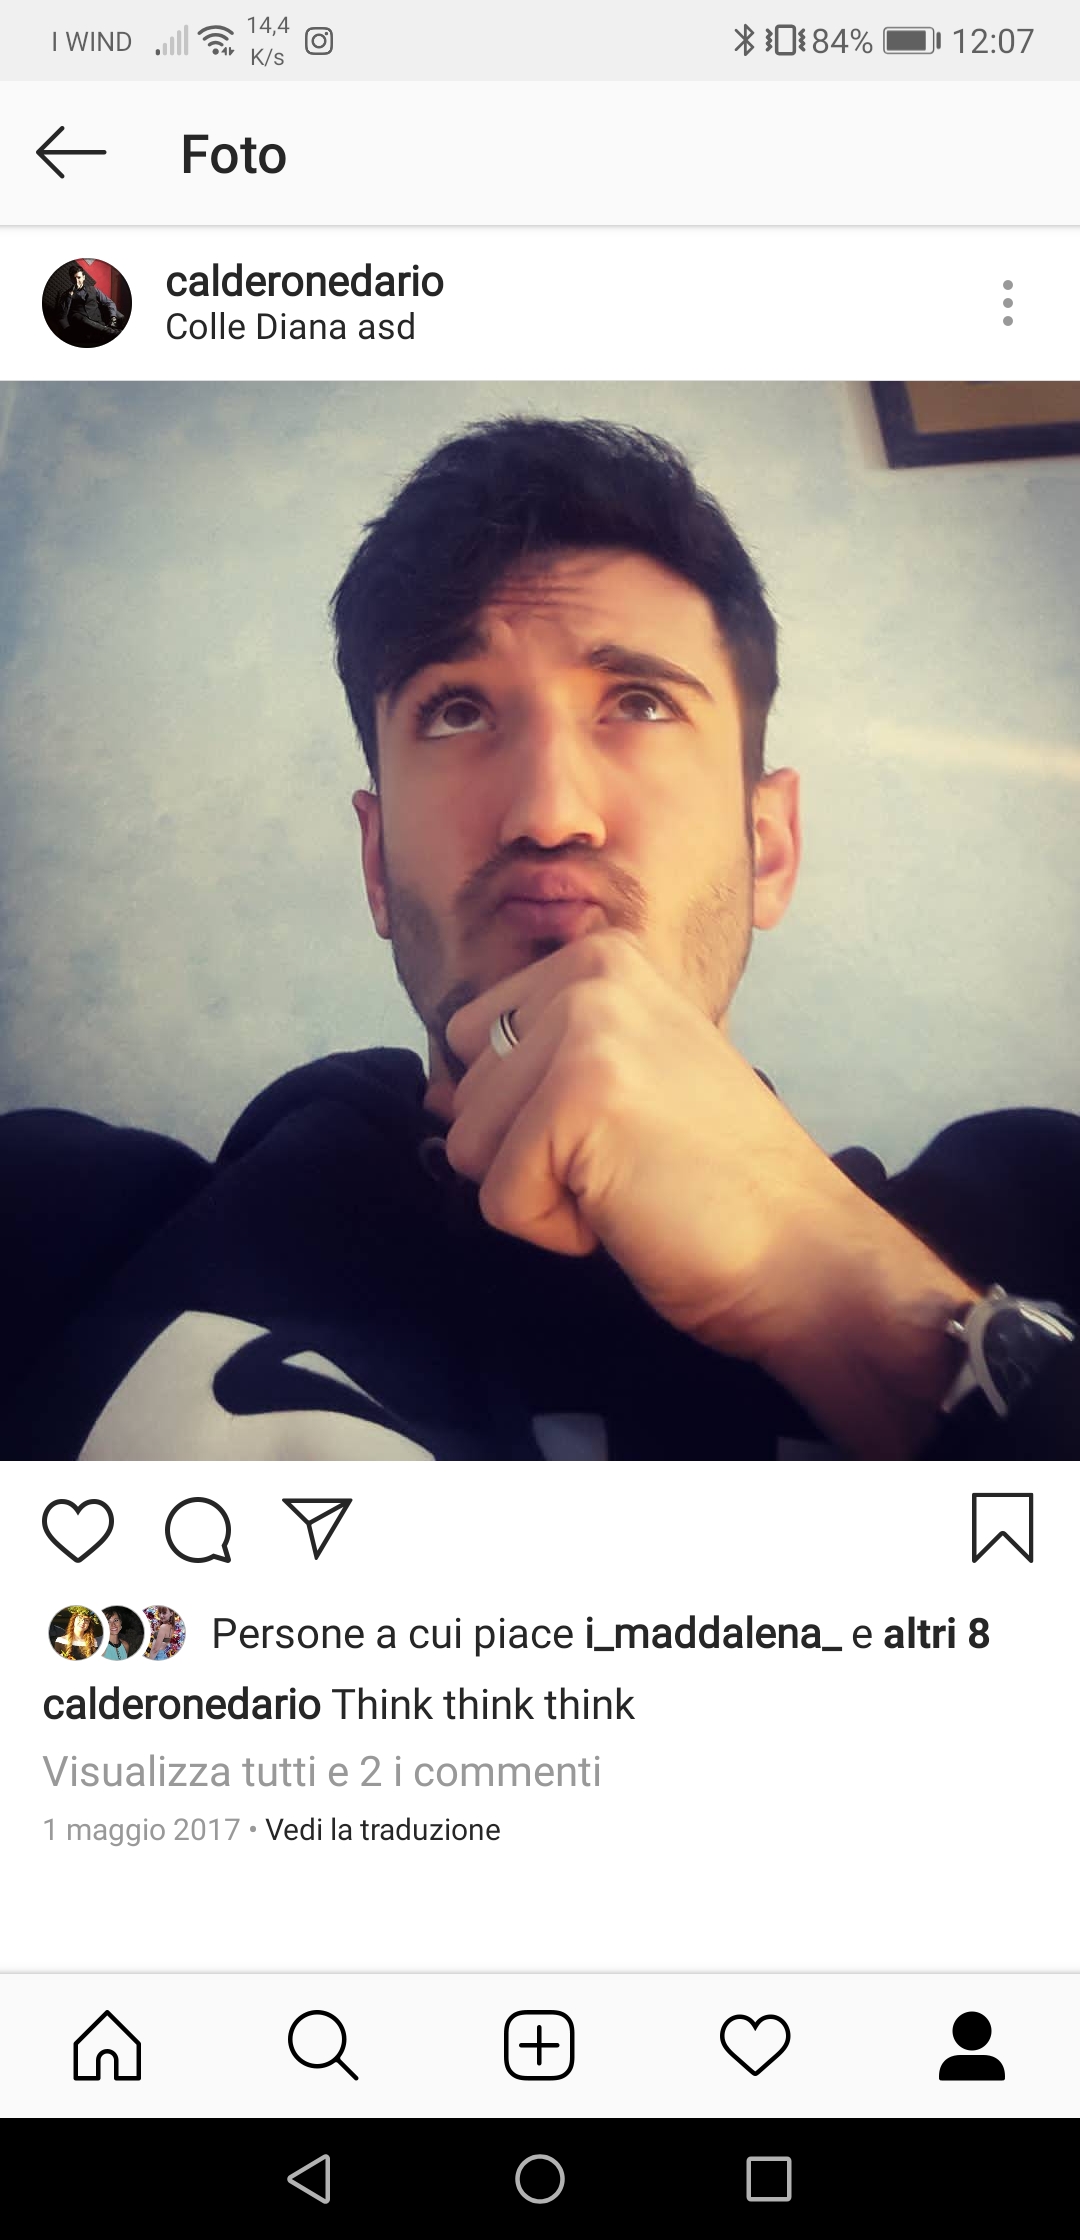 I WIND 14,4 K/s 84% 12:07
Foto
calderonedario
Colle Diana asd
Persone a cui piace i_maddalena_ e altri 8
calderonedario Think think think
Visualizza tutti e 2 i commenti
1 maggio 2017 • Vedi la traduzione